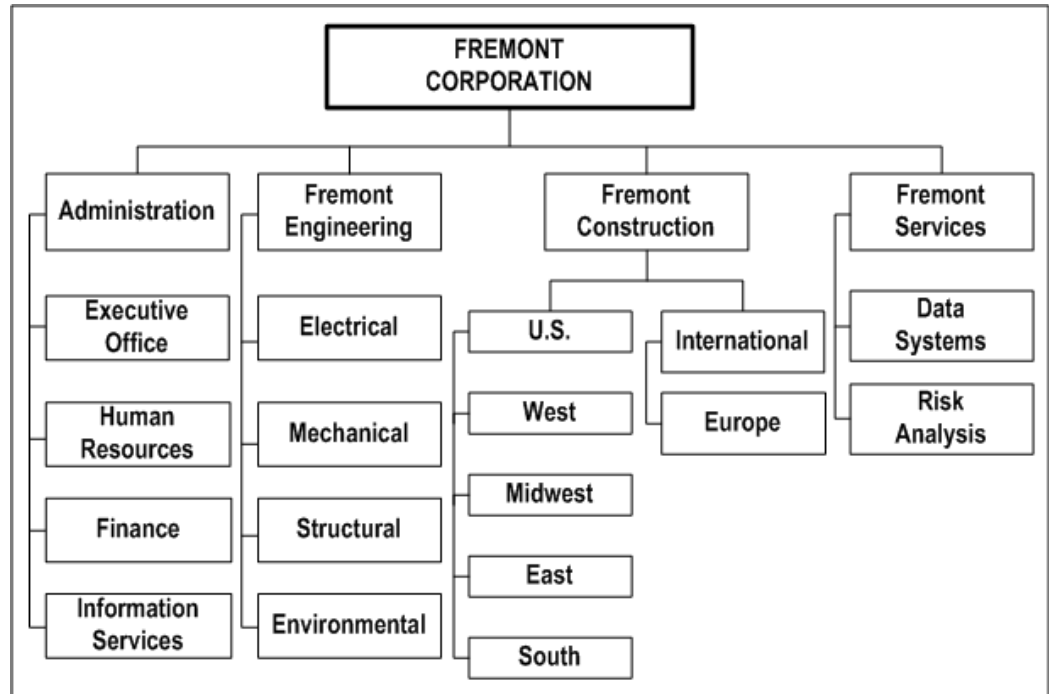 FREMONT
CORPORATION
Administration
Fremont
Engineering
Fremont
Construction
Fremont
Services
Executive
Office
Human
Resources
Finance
Information
Services
Electrical
Mechanical
Structural
Environmental
U.S.
West
Midwest
East
South
International
Europe
Data
Systems
Risk
Analysis